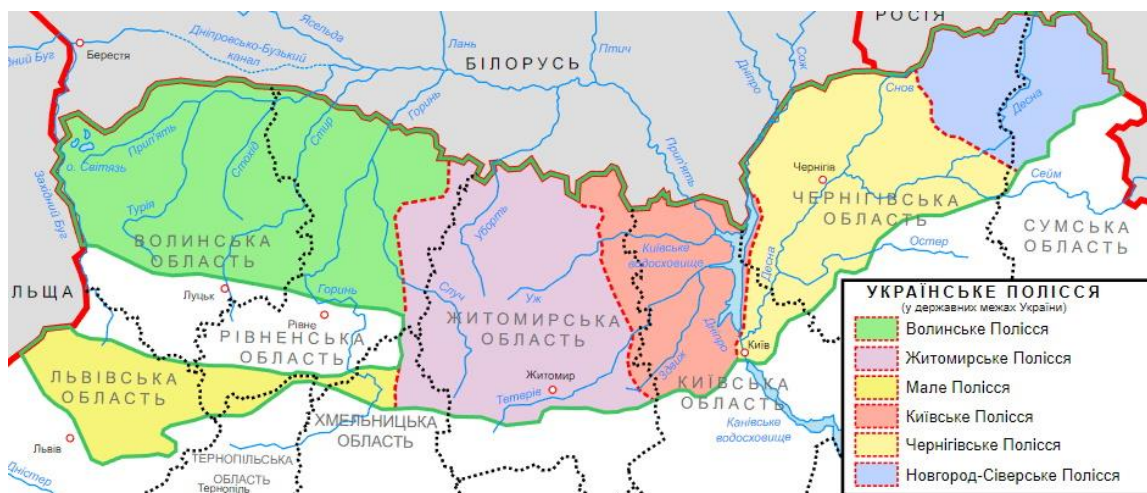 РОСІЯ
Ясельда
Лань
Птич
Сож
Дніпро
Берестя
Дніпровсько-Бузький
канал
БІЛОРУСЬ
Горинь
Стир
Снов
Десна
Прип'ять
о. Світязь
Стохід
Прип'ять
Чернігів
Сейм
ЧЕРНІГІВСЬКА
ОБЛАСТЬ
СУМСЬКА
ОБЛАСТЬ
Західний Буг
Турія
Уборть
ВОЛИНСЬКА
ОБЛАСТЬ
Київське
водосховище
Десна
Остер
Луцьк
Горинь
Случ
Уж
ЖИТОМИРСЬКА
ОБЛАСТЬ
Рівне
РІВНЕНСЬКА
ОБЛАСТЬ
Дніпро
Київ
Здвиж
ЛЬВІВСЬКА
ОБЛАСТЬ
Житомир
Тетерів
КИЇВСЬКА
ОБЛАСТЬ
ХМЕЛЬНИЦЬКА
ОБЛАСТЬ
Канівське
водосховище
Львів
ТЕРНОПІЛЬСЬКА
ОБЛАСТЬ
Тернопіль
Дністер
УКРАЇНСЬКЕ ПОЛІССЯ
(у державних межах України)
Волинське Полісся
Житомирське Полісся
Мале Полісся
Київське Полісся
Чернігівське Полісся
Новгород-Сіверське Полісся